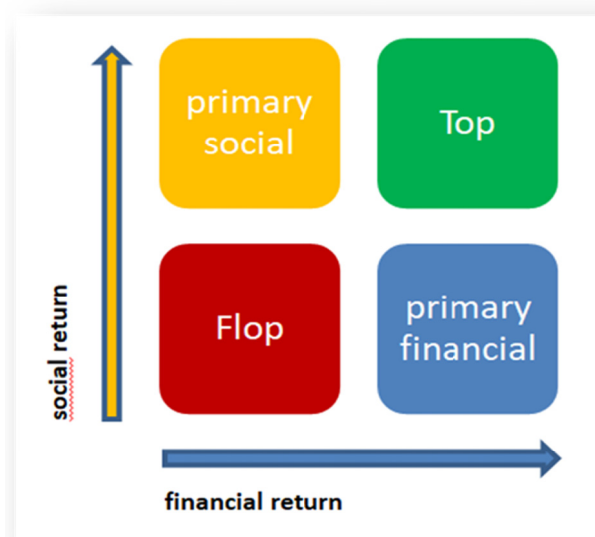 primary
social
Top
Flop
primary
financial
social return
financial return